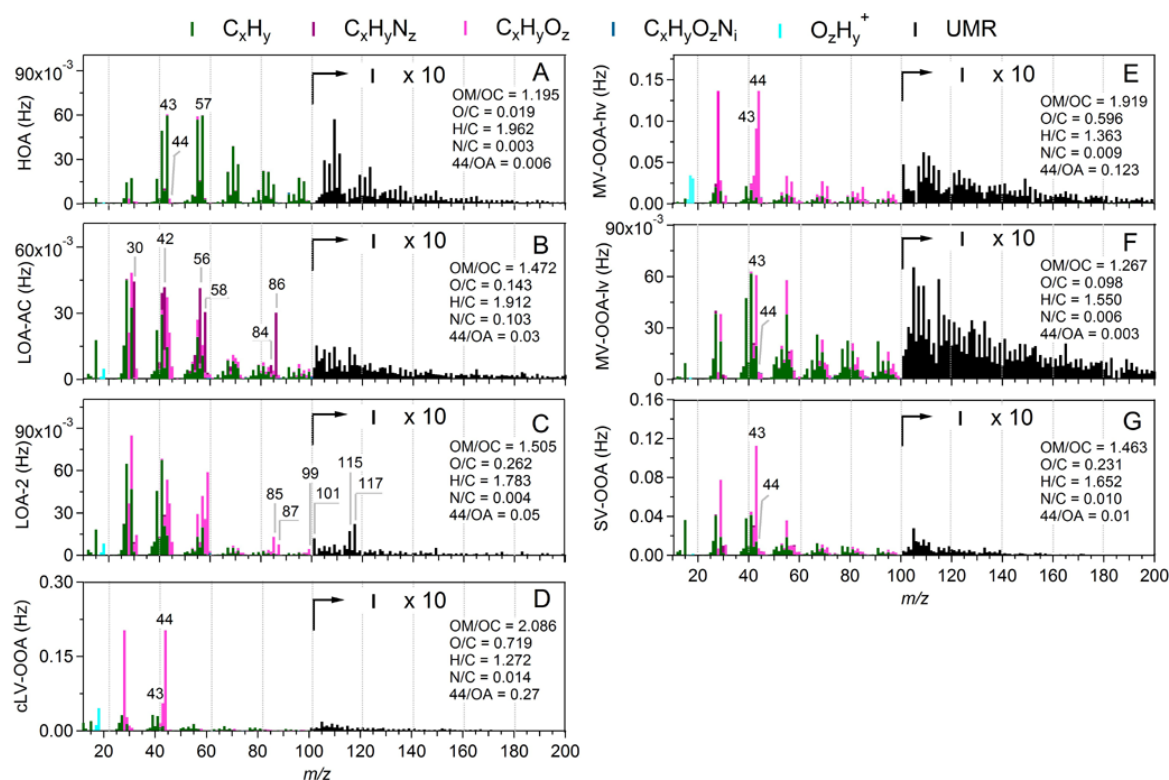 CxHy CxHyNz CxHyOz CxHyOzNi OzHy+ UMR
A
I x 10
OM/OC = 1.195
O/C = 0.019
H/C = 1.962
N/C = 0.003
44/OA = 0.006
43 57
44
90x10-3
60
30
0
HOA (Hz)
B
I x 10
OM/OC = 1.472
O/C = 0.143
H/C = 1.912
N/C = 0.103
44/OA = 0.03
30 42 56 58 84 86
60x10-3
30
0
LOA-AC (Hz)
C
I x 10
OM/OC = 1.505
O/C = 0.262
H/C = 1.783
N/C = 0.004
44/OA = 0.05
85 87 99 101 115 117
90x10-3
60
30
0
LOA-2 (Hz)
D
I x 10
OM/OC = 2.086
O/C = 0.719
H/C = 1.272
N/C = 0.014
44/OA = 0.27
44
43
0.30
0.15
0.00
cLV-OOA (Hz)
20 40 60 80 100 120 140 160 180 200
m/z
E
I x 10
OM/OC = 1.919
O/C = 0.596
H/C = 1.363
N/C = 0.009
44/OA = 0.123
44
43
0.15
0.10
0.05
0.00
MV-OOA-hv (Hz)
F
I x 10
OM/OC = 1.267
O/C = 0.098
H/C = 1.550
N/C = 0.006
44/OA = 0.003
43
44
90x10-3
60
30
0
MV-OOA-lv (Hz)
G
I x 10
OM/OC = 1.463
O/C = 0.231
H/C = 1.652
N/C = 0.010
44/OA = 0.01
43
44
0.16
0.12
0.08
0.04
0.00
SV-OOA (Hz)
20 40 60 80 100 120 140 160 180 200
m/z